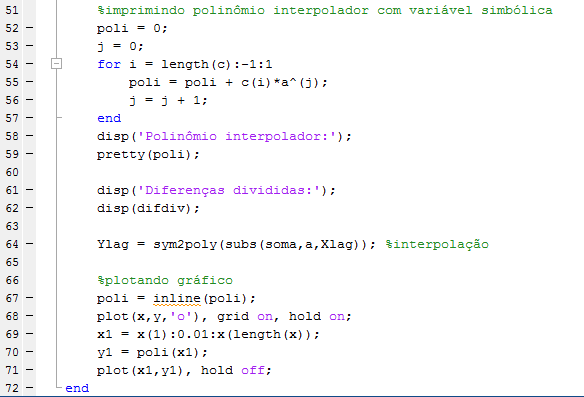 51 %imprimindo polinômio interpolador com variável simbólica
52 - poli = 0;
53 - j = 0;
54 - for i = length(c):-1:1
55 - poli = poli + c(i)*a^(j);
56 - j = j + 1;
57 - end
58 - disp('Polinômio interpolador:');
59 - pretty(poli);
60
61 - disp('Diferenças divididas:');
62 - disp(difdiv);
63
64 - Ylag = sym2poly(subs(soma,a,Xlag)); %interpolação
65
66 %plotando gráfico
67 - poli = inline(poli);
68 - plot(x,y,'o'), grid on, hold on;
69 - x1 = x(1):0.01:x(length(x));
70 - y1 = poli(x1);
71 - plot(x1,y1), hold off;
72 - end